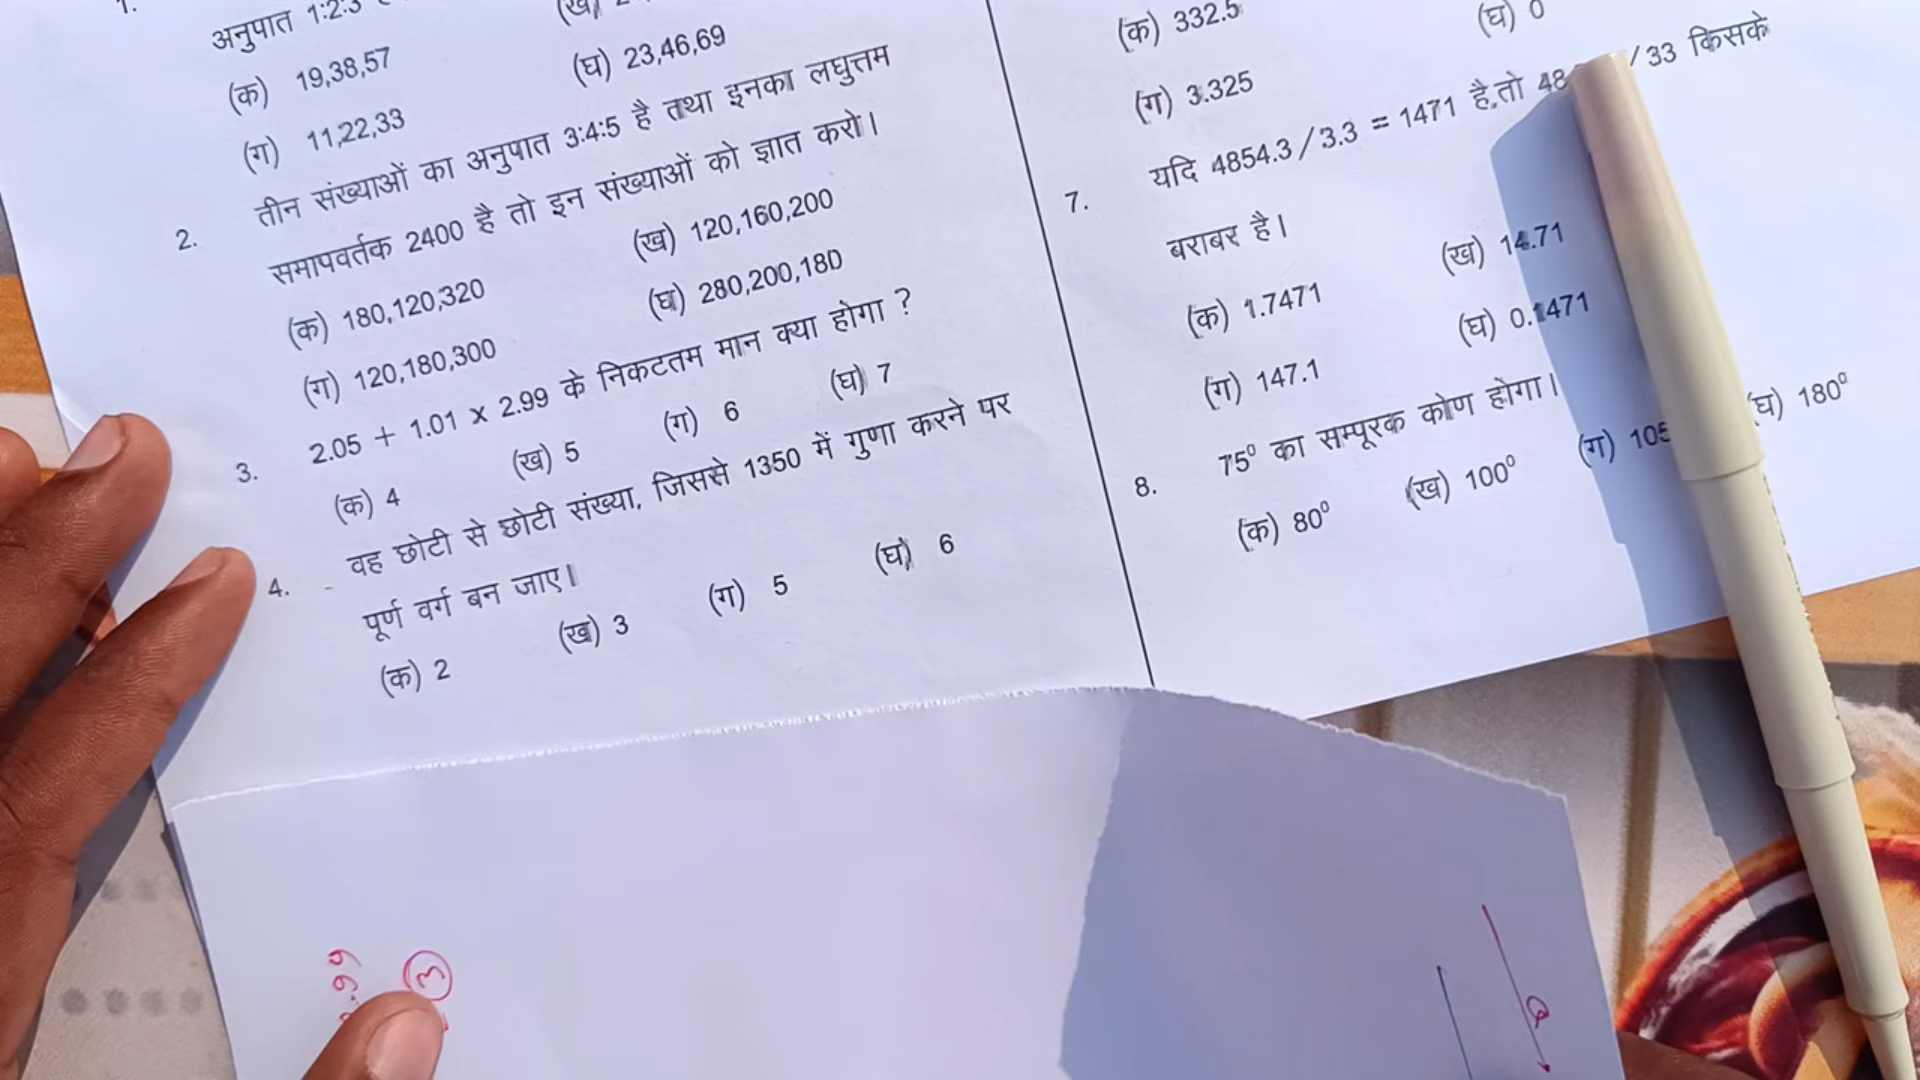 1.
अनुपात 1:2:3
(क) 19,38,57
(घ) 23,46,69
(ग) 11,22,33
2. तीन संख्याओं का अनुपात 3:4:5 है तथा इनका लघुत्तम
समापवर्तक 2400 है तो इन संख्याओं को ज्ञात करो।
(क) 180,120,320 (ख) 120,160,200
(ग) 120,180,300 (घ) 280,200,180
3. 2.05 + 1.01 x 2.99 के निकटतम मान क्या होगा ?
(क) 4 (ख) 5 (ग) 6 (घ) 7
4. वह छोटी से छोटी संख्या, जिससे 1350 में गुणा करने पर
पूर्ण वर्ग बन जाए।
(क) 2 (ख) 3 (ग) 5 (घ) 6
(क) 332.5 (घ) 0
(ग) 3.325
7. यदि 4854.3/3.3 = 1471 है,तो 48 /33 किसके
बराबर है।
(क) 1.7471 (ख) 14.71
(ग) 147.1 (घ) 0.1471
8. 75⁰ का सम्पूरक कोण होगा।
(क) 80⁰ (ख) 100⁰ (ग) 105 (घ) 180⁰
3
Q